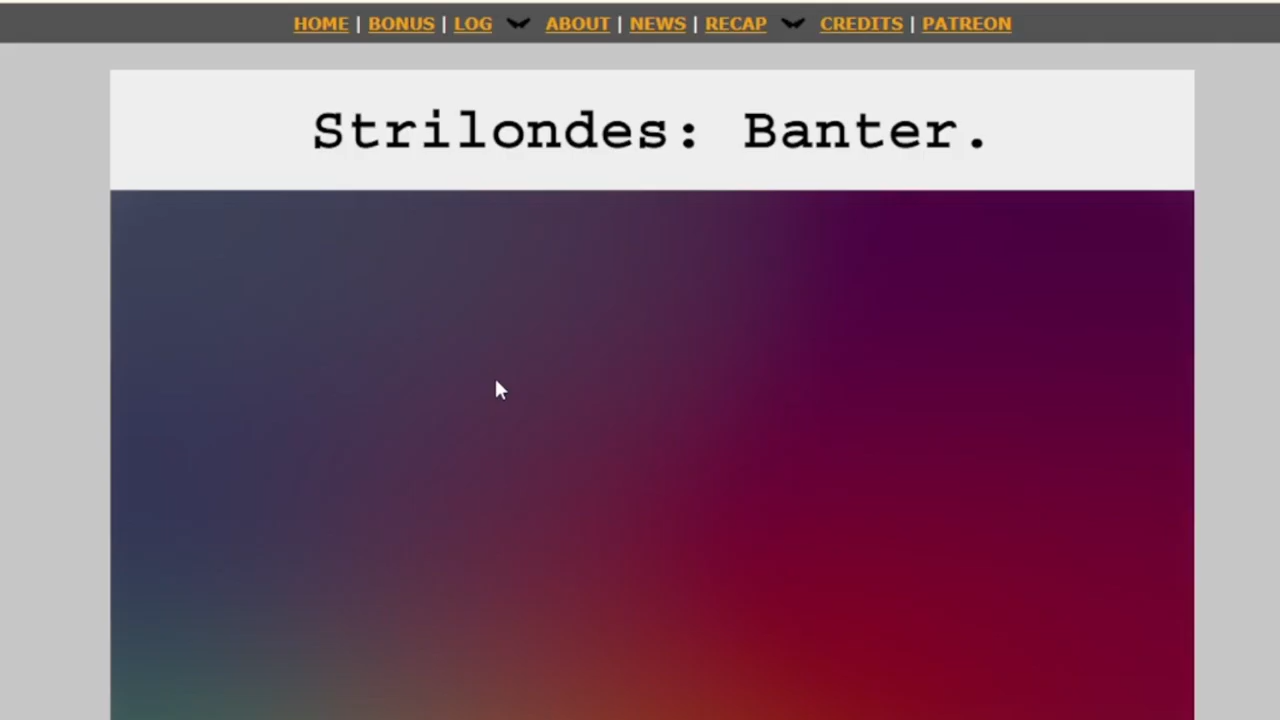 HOME | BONUS | LOG ABOUT | NEWS | RECAP CREDITS | PATREON
Strilondes: Banter.